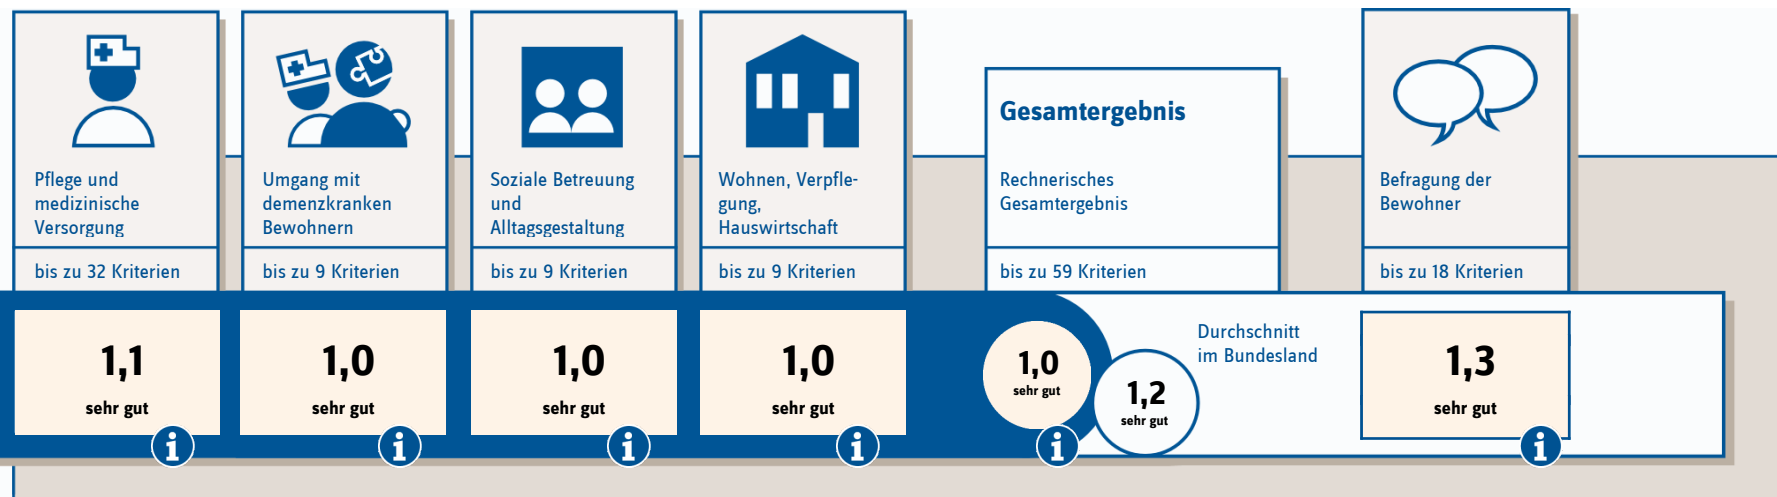 Pflege und
medizinische
Versorgung
bis zu 32 Kriterien
1,1
sehr gut
i
Umgang mit
demenzkranken
Bewohnern
bis zu 9 Kriterien
1,0
sehr gut
i
Soziale Betreuung
und
Alltagsgestaltung
bis zu 9 Kriterien
1,0
sehr gut
i
Wohnen, Verpfle-
gung,
Hauswirtschaft
bis zu 9 Kriterien
1,0
sehr gut
i
Gesamtergebnis
Rechnerisches
Gesamtergebnis
bis zu 59 Kriterien
1,0
sehr gut
i
1,2
sehr gut
Durchschnitt
im Bundesland
Befragung der
Bewohner
bis zu 18 Kriterien
1,3
sehr gut
i